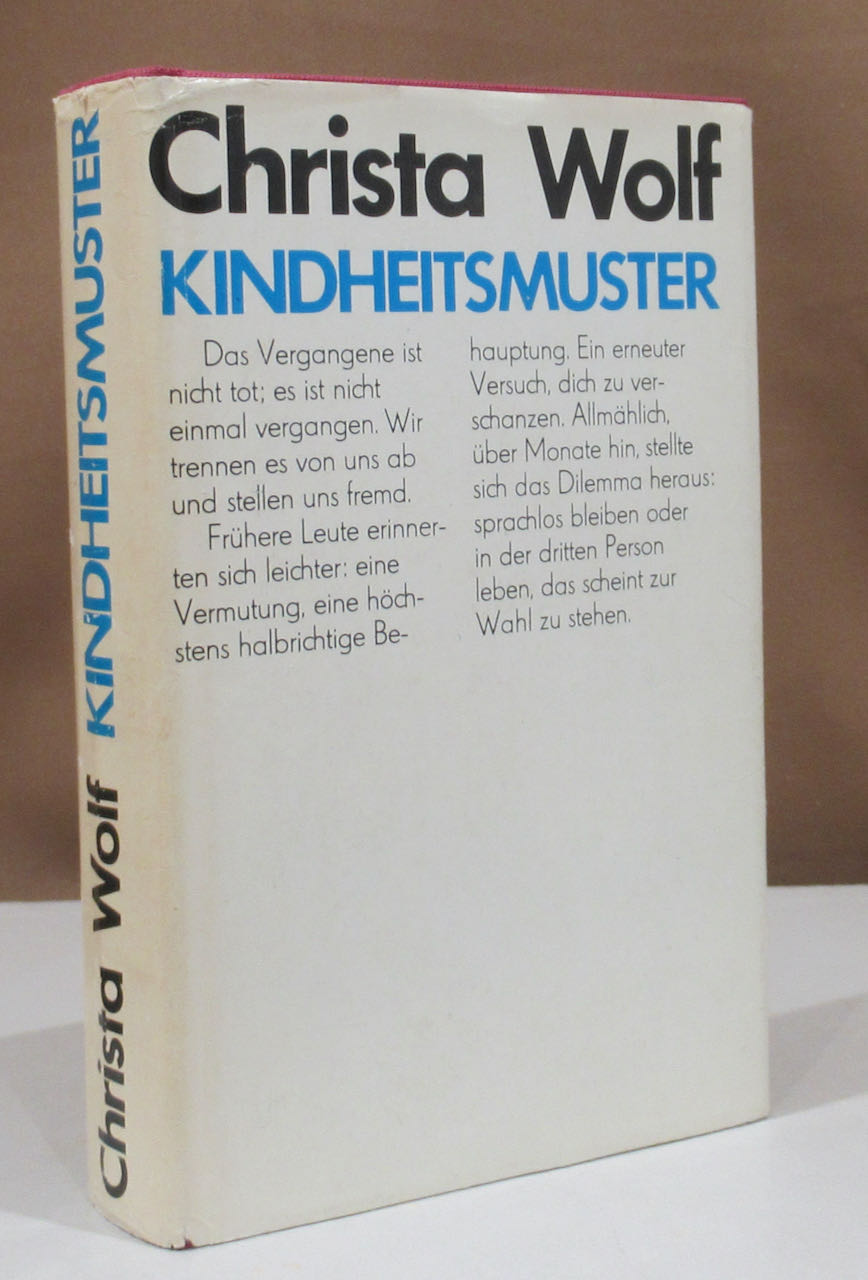 Christa Wolf
KINDHEITSMUSTER
Das Vergangene ist
nicht tot; es ist nicht
einmal vergangen. Wir
trennen es von uns ab
und stellen uns fremd.
Frühere Leute erinner-
ten sich leichter: eine
Vermutung, eine höch-
stens halbrichtige Be-
hauptung. Ein erneuter
Versuch, dich zu ver-
schanzen. Allmählich,
über Monate hin, stellte
sich das Dilemma heraus:
sprachlos bleiben oder
in der dritten Person
leben, das scheint zur
Wahl zu stehen.
Christa Wolf KINDHEITSMUSTER